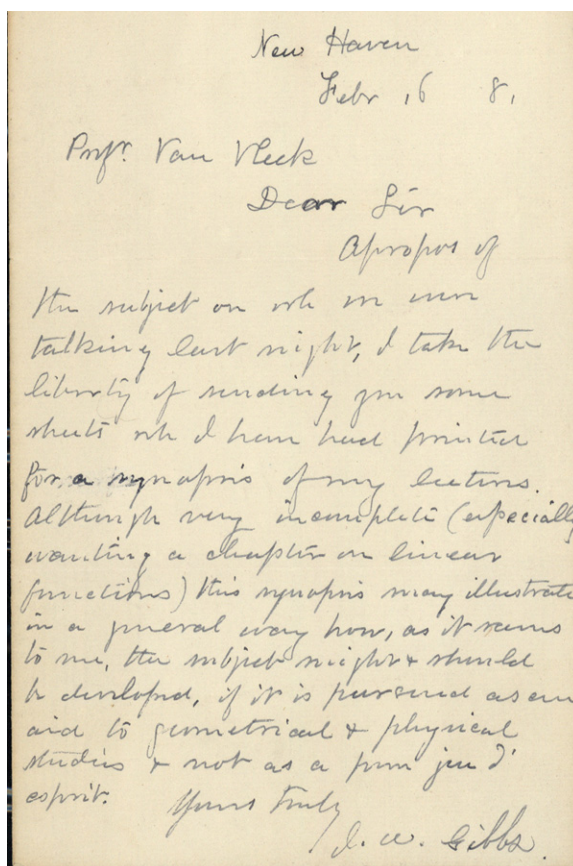 New Haven
Febr 16 81
Profr. Van Vleck
Dear Sir
Apropos of
the subject on wh we were
talking last night, I take the
liberty of sending you some
sheets wh I have had printed
for a synopsis of my lectures.
Although very incomplete (especially
wanting a chapter on linear
functions) this synopsis may illustrate
in a general way how, as it seems
to me, the subject might & should
be developed, if it is pursued as an
aid to geometrical & physical
studies & not as a pure jeu d'
esprit.
Yours truly
J. W. Gibbs.